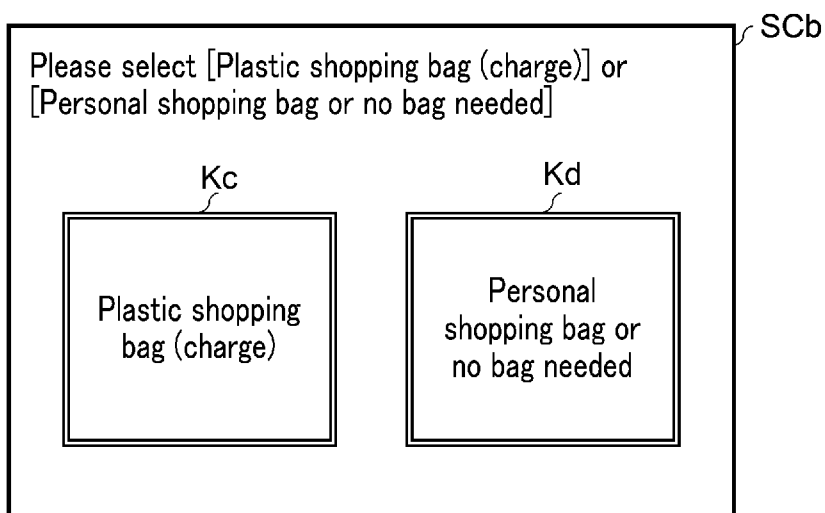 SCb
Please select [Plastic shopping bag (charge)] or
[Personal shopping bag or no bag needed]
Kc
Kd
Plastic shopping
bag (charge)
Personal
shopping bag or
no bag needed